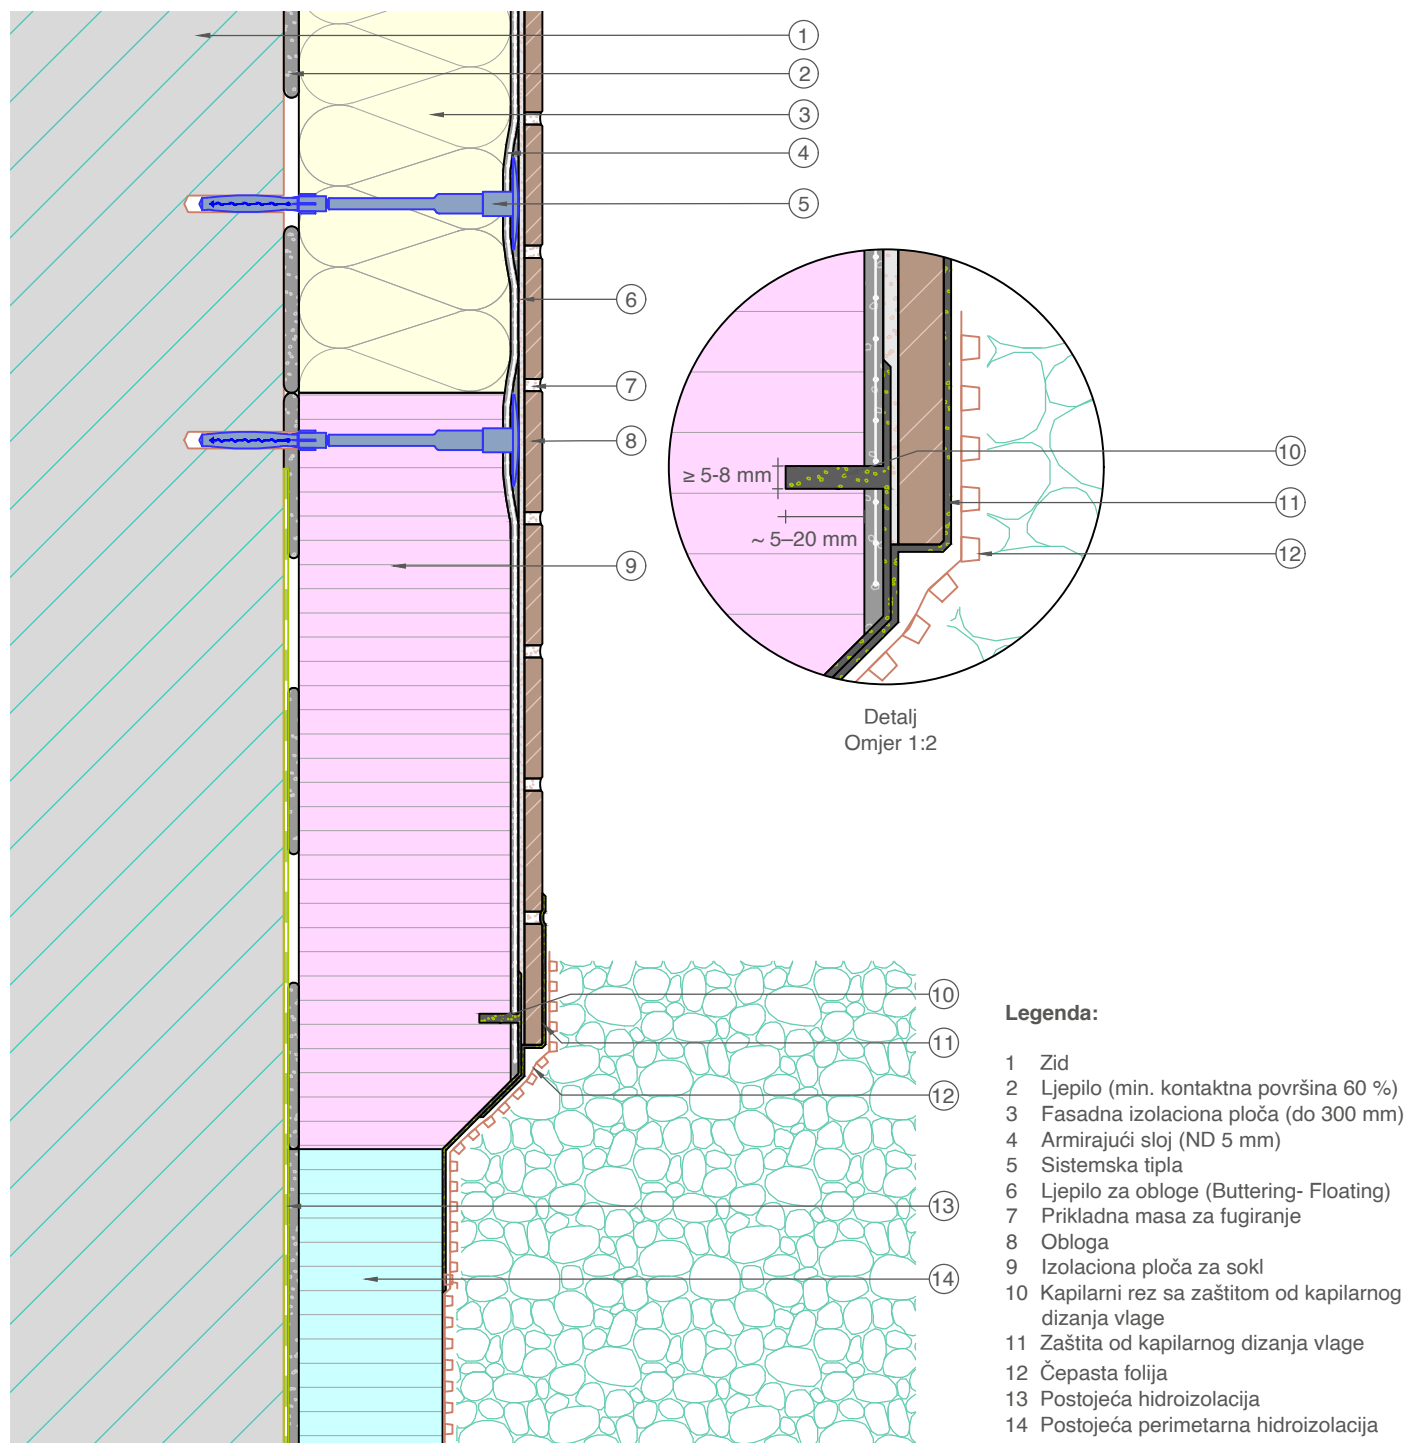 1
2
3
4
5
6
7
8
9
≥ 5-8 mm
~ 5–20 mm
10
11
12
Detalj
Omjer 1:2
10
11
12
13
14
Legenda:
1 Zid
2 Ljepilo (min. kontaktna površina 60 %)
3 Fasadna izolaciona ploča (do 300 mm)
4 Armirajući sloj (ND 5 mm)
5 Sistemska tipla
6 Ljepilo za obloge (Buttering- Floating)
7 Prikladna masa za fugiranje
8 Obloga
9 Izolaciona ploča za sokl
10 Kapilarni rez sa zaštitom od kapilarnog
dizanja vlage
11 Zaštita od kapilarnog dizanja vlage
12 Čepasta folija
13 Postojeća hidroizolacija
14 Postojeća perimetarna hidroizolacija